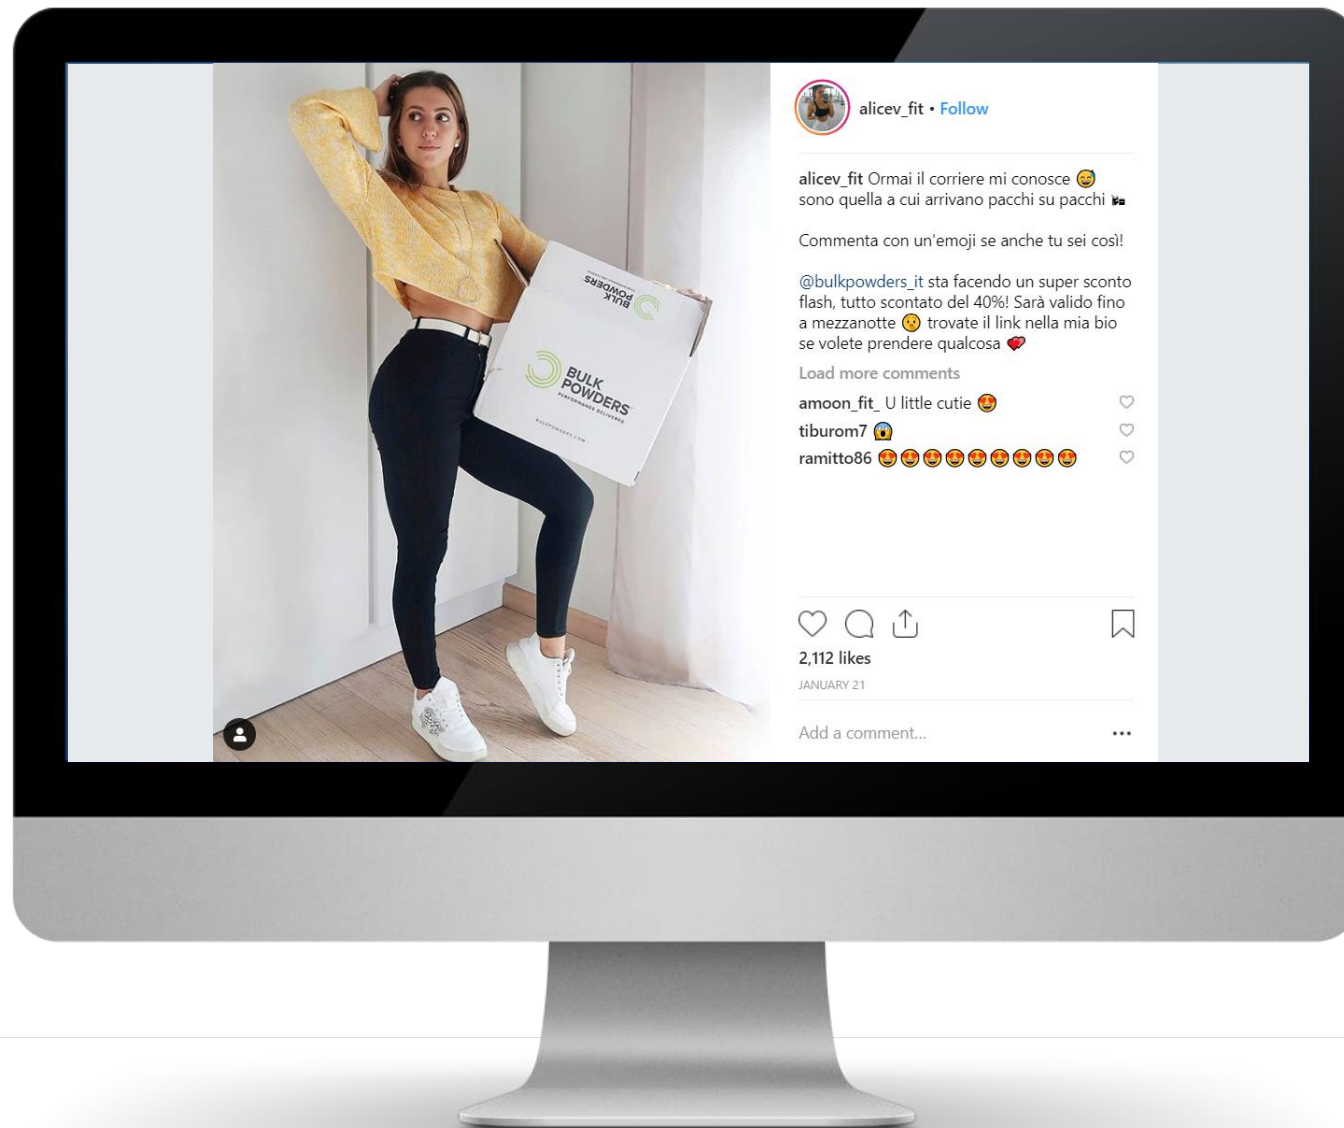 alicev_fit • Follow
alicev_fit Ormai il corriere mi conosce 😅
sono quella a cui arrivano pacchi su pacchi
Commenta con un'emoji se anche tu sei così!
@bulkpowders_it sta facendo un super sconto
flash, tutto scontato del 40%! Sarà valido fino
a mezzanotte 🤫 trovate il link nella mia bio
se volete prendere qualcosa 💕
Load more comments
amoon_fit_ U little cutie 😍
tiburom7 😱
ramitto86 😍😍😍😍😍😍😍😍😍
2,112 likes
JANUARY 21
Add a comment...
BULK
POWDERS
BULK
POWDERS
PERFORMANCE DELIVERED
BULKPOWDERS.COM